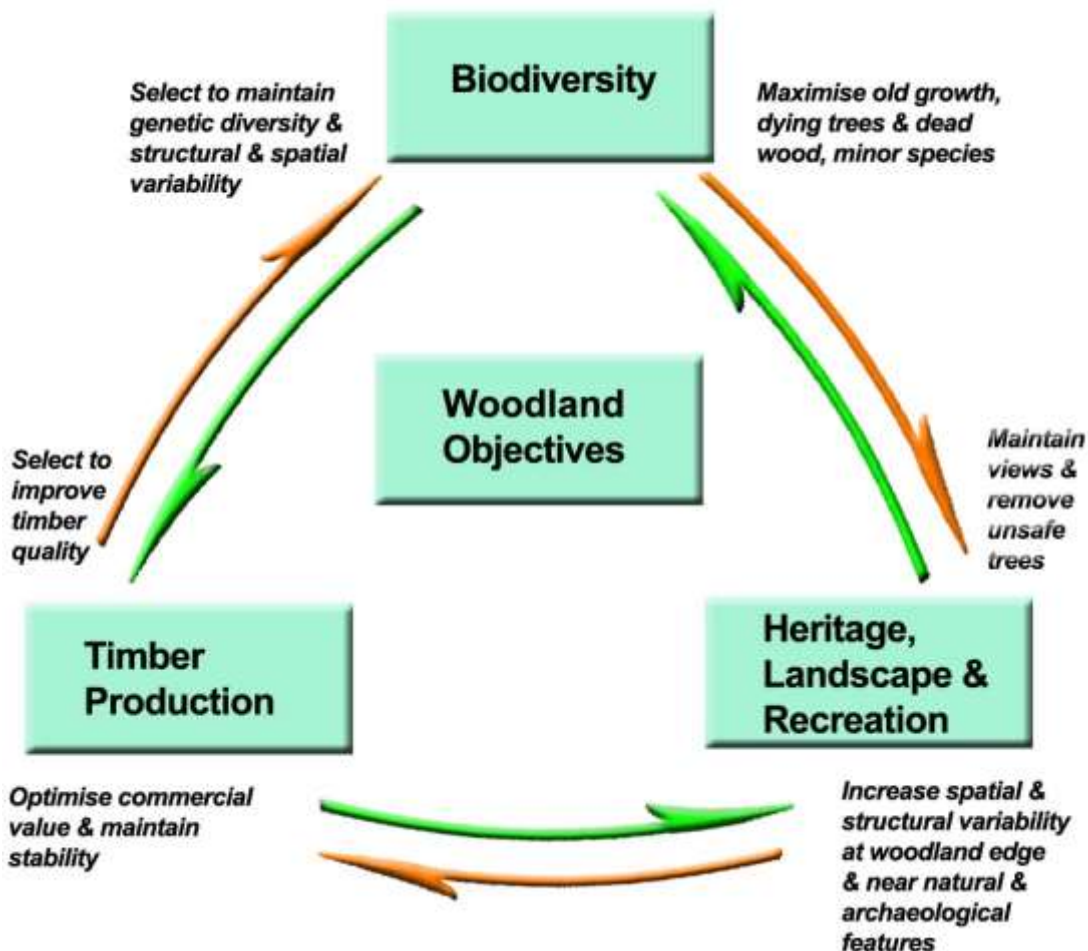 Biodiversity
Select to maintain
genetic diversity &
structural & spatial
variability
Maximise old growth,
dying trees & dead
wood, minor species
Woodland
Objectives
Select to
improve
timber
quality
Maintain
views &
remove
unsafe
trees
Timber
Production
Heritage,
Landscape &
Recreation
Optimise commercial
value & maintain
stability
Increase spatial &
structural variability
at woodland edge
& near natural &
archaeological
features